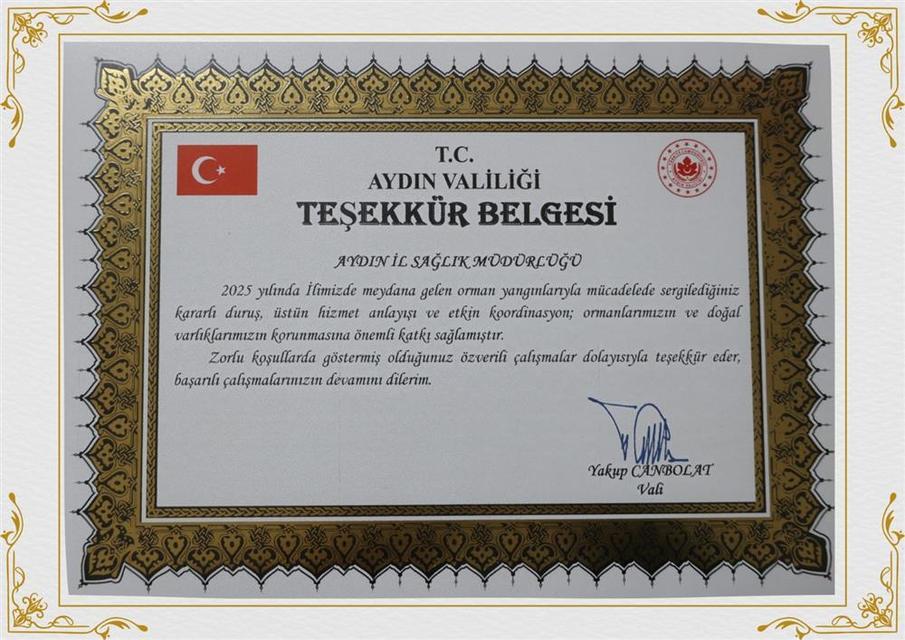 T.C.
AYDIN VALİLİĞİ
TEŞEKKÜR BELGESİ
AYDIN İL SAĞLIK MÜDÜRLÜĞÜ
2025 yılında İlimizde meydana gelen orman yangınlarıyla mücadelede sergilediğiniz
kararlı duruş, üstün hizmet anlayışı ve etkin koordinasyon; ormanlarımızın ve doğal
varlıklarımızın korunmasına önemli katkı sağlamıştır.
Zorlu koşullarda göstermiş olduğunuz özverili çalışmalar dolayısıyla teşekkür eder,
başarılı çalışmalarınızın devamını dilerim.
Yakup CANBOLAT
Vali